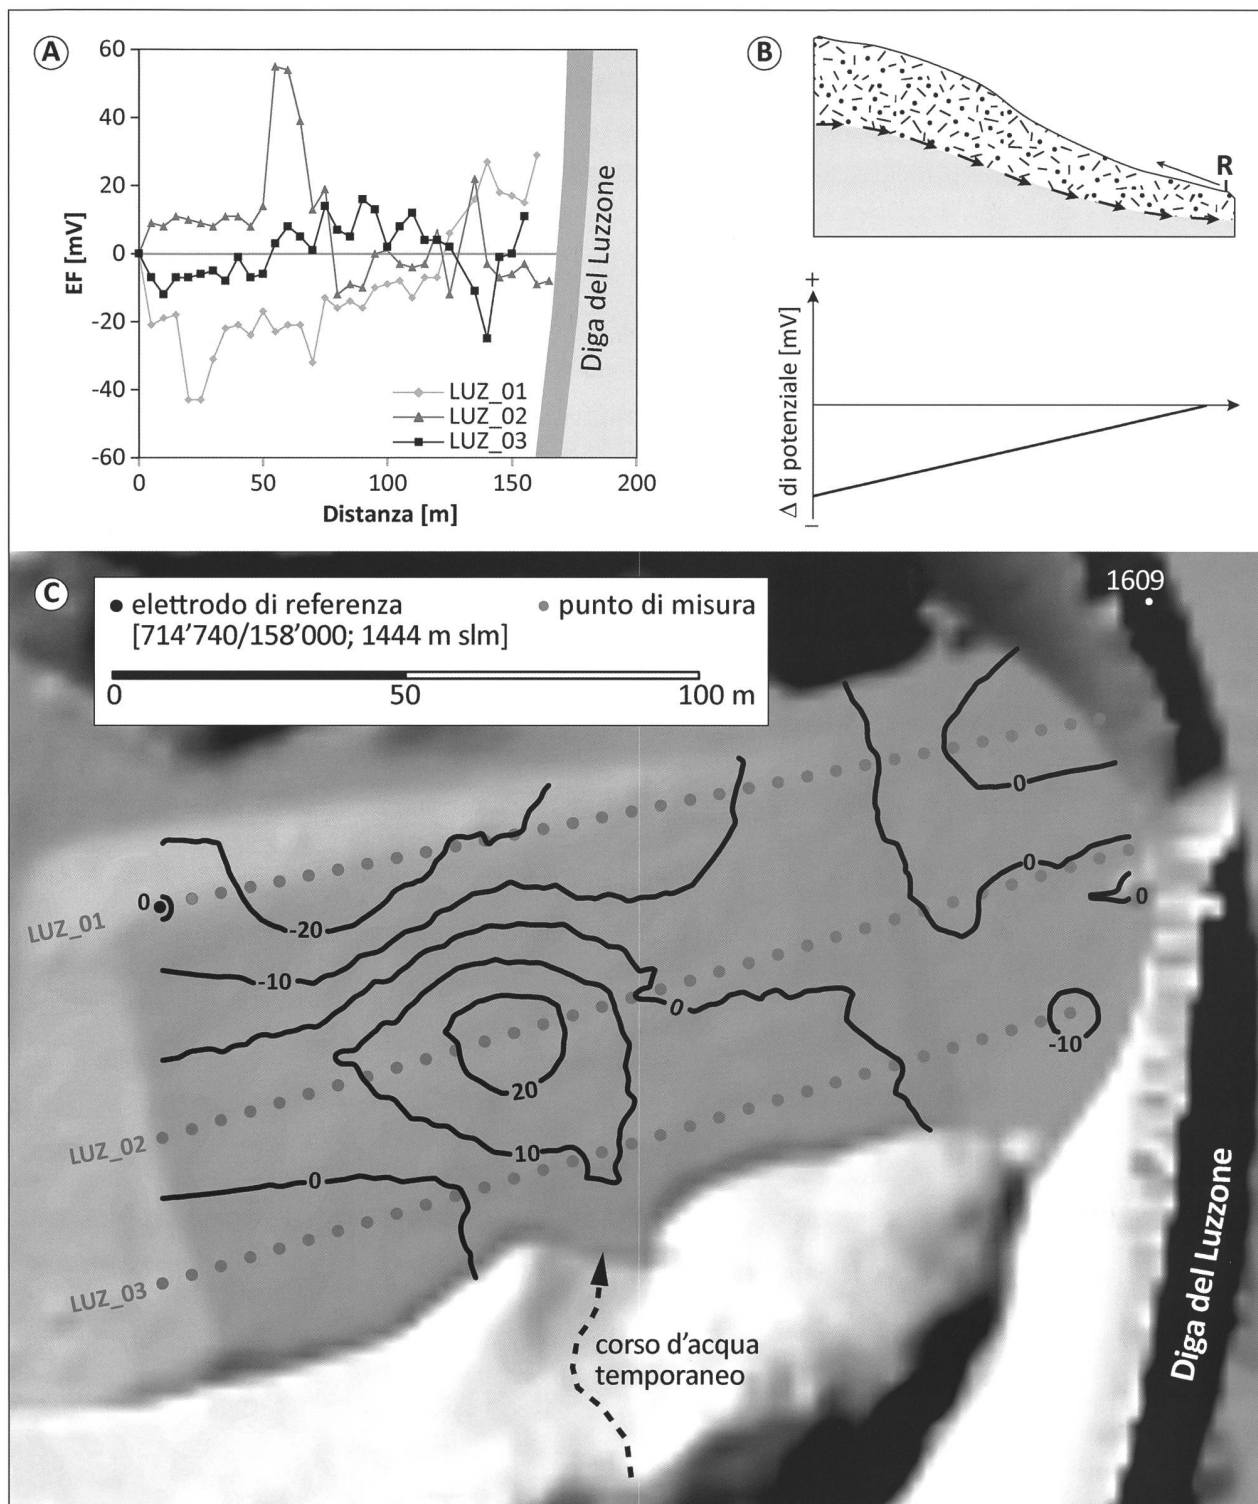 A
60
40
20
0
-20
-40
-60
EF [mV]
0
50
100
150
200
Distanza [m]
LUZ_01
LUZ_02
LUZ_03
Diga del Luzzone
B
R
+
Δ di potenziale [mV]
–
C
elettrodo di referenza
[714'740/158'000; 1444 m slm]
punto di misura
0
50
100 m
1609
0
0
0
0
LUZ_01
-20
-10
0
-10
LUZ_02
20
10
0
LUZ_03
corso d'acqua
temporaneo
Diga del Luzzone